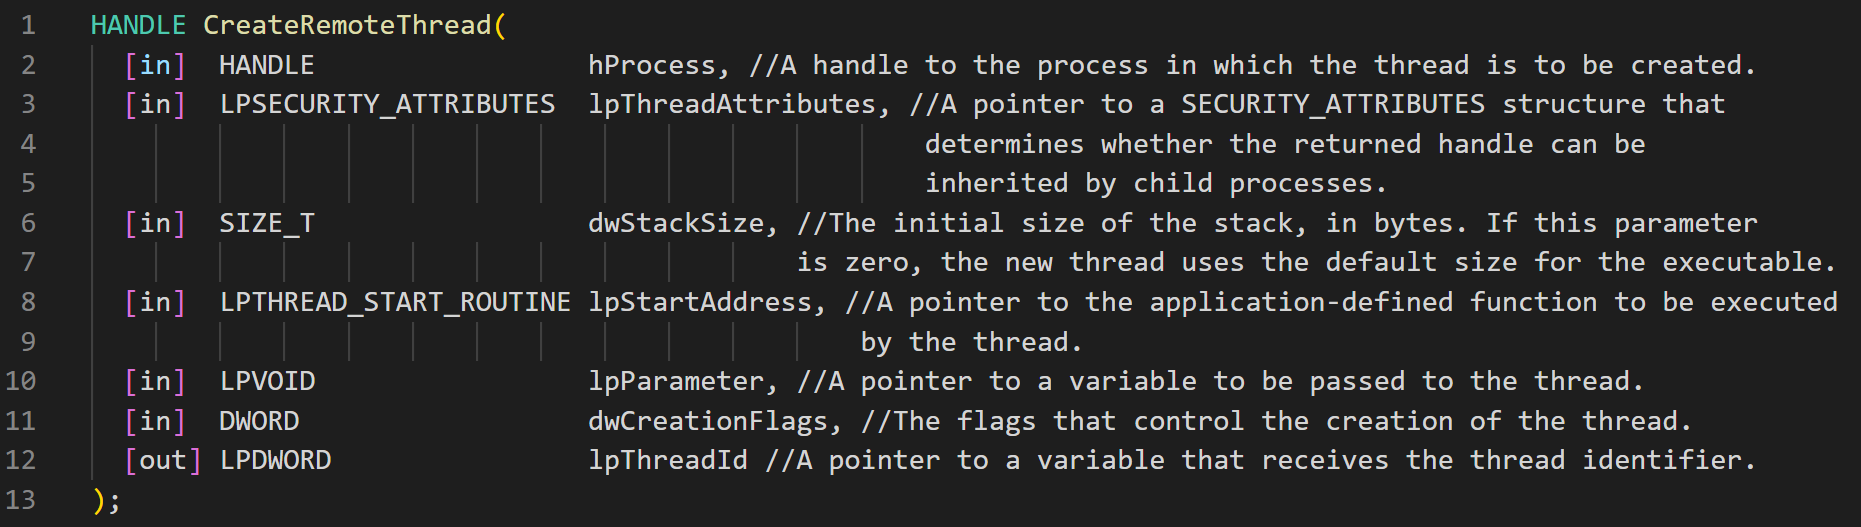 1 HANDLE CreateRemoteThread(
2 [in] HANDLE hProcess, //A handle to the process in which the thread is to be created.
3 [in] LPSECURITY_ATTRIBUTES lpThreadAttributes, //A pointer to a SECURITY_ATTRIBUTES structure that
4 determines whether the returned handle can be
5 inherited by child processes.
6 [in] SIZE_T dwStackSize, //The initial size of the stack, in bytes. If this parameter
7 is zero, the new thread uses the default size for the executable.
8 [in] LPTHREAD_START_ROUTINE lpStartAddress, //A pointer to the application-defined function to be executed
9 by the thread.
10 [in] LPVOID lpParameter, //A pointer to a variable to be passed to the thread.
11 [in] DWORD dwCreationFlags, //The flags that control the creation of the thread.
12 [out] LPDWORD lpThreadId //A pointer to a variable that receives the thread identifier.
13 );